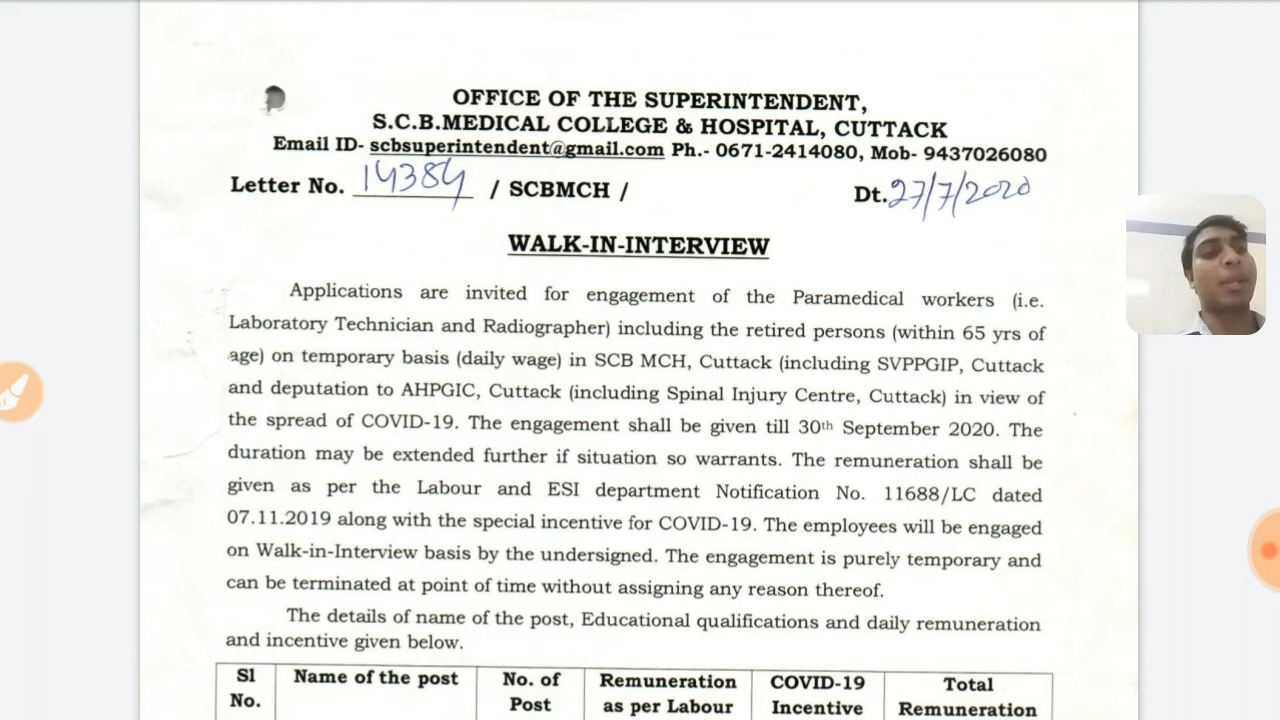 OFFICE OF THE SUPERINTENDENT,
S.C.B.MEDICAL COLLEGE & HOSPITAL, CUTTACK
Email ID- scbsuperintendent@gmail.com Ph.- 0671-2414080, Mob- 9437026080
Letter No. 14384 / SCBMCH / Dt.27/7/2020
WALK-IN-INTERVIEW
Applications are invited for engagement of the Paramedical workers (i.e.
Laboratory Technician and Radiographer) including the retired persons (within 65 yrs of
age) on temporary basis (daily wage) in SCB MCH, Cuttack (including SVPPGIP, Cuttack
and deputation to AHPGIC, Cuttack (including Spinal Injury Centre, Cuttack) in view of
the spread of COVID-19. The engagement shall be given till 30th September 2020. The
duration may be extended further if situation so warrants. The remuneration shall be
given as per the Labour and ESI department Notification No. 11688/LC dated
07.11.2019 along with the special incentive for COVID-19. The employees will be engaged
on Walk-in-Interview basis by the undersigned. The engagement is purely temporary and
can be terminated at point of time without assigning any reason thereof.
The details of name of the post, Educational qualifications and daily remuneration
and incentive given below.
Sl No. Name of the post No. of Post Remuneration as per Labour COVID-19 Incentive Total Remuneration